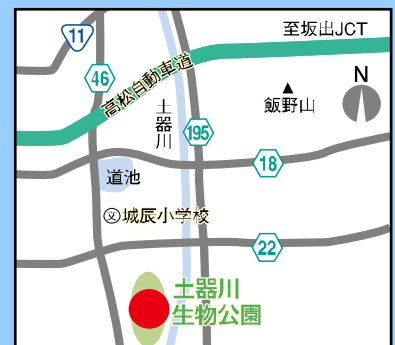 至坂出JCT
11
46
高松自動車道
N
飯野山
土器川
195
18
道池
文城辰小学校
22
土器川
生物公園